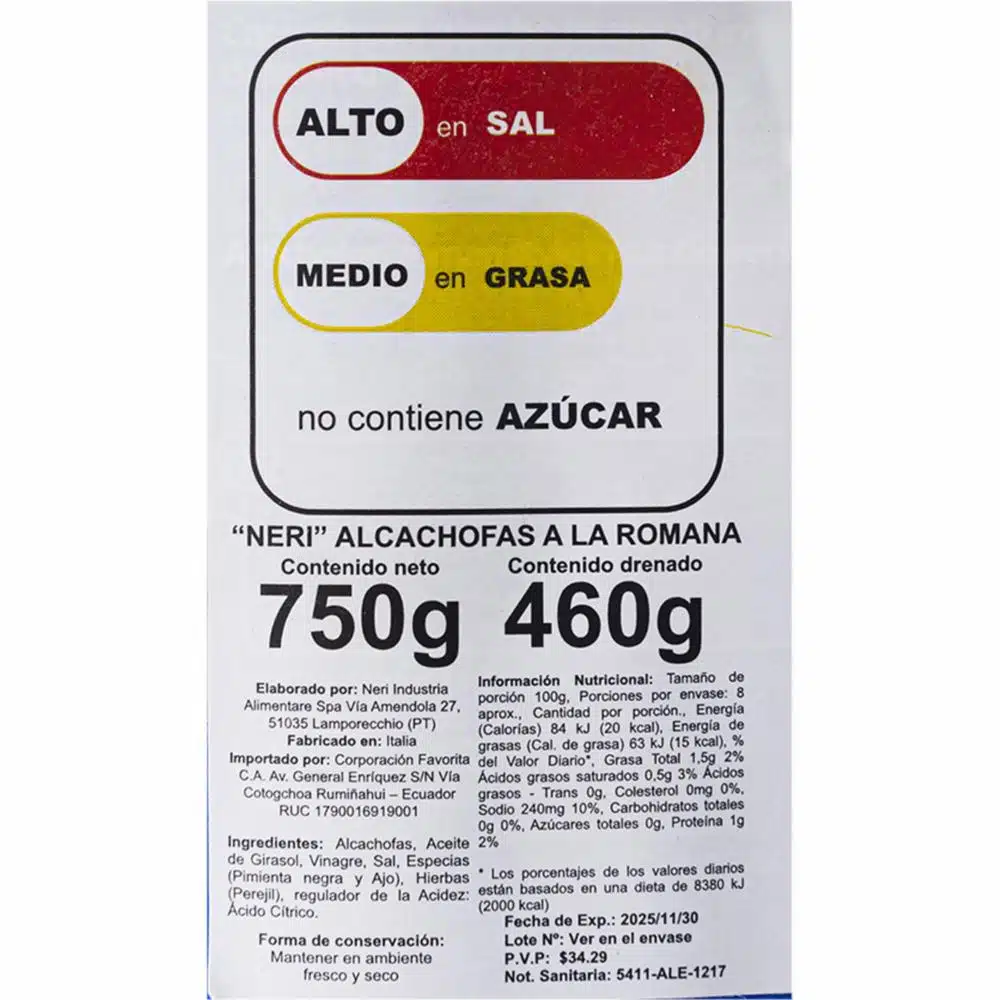 ALTO en SAL
MEDIO en GRASA
no contiene AZÚCAR
“NERI” ALCACHOFAS A LA ROMANA
Contenido neto
750g
Contenido drenado
460g
Elaborado por: Neri Industria
Alimentare Spa Vía Amendola 27,
51035 Lamporecchio (PT)
Fabricado en: Italia
Importado por: Corporación Favorita
C.A. Av. General Enríquez S/N Vía
Cotogchoa Rumiñahui – Ecuador
RUC 1790016919001
Ingredientes: Alcachofas, Aceite
de Girasol, Vinagre, Sal, Especias
(Pimienta negra y Ajo), Hierbas
(Perejil), regulador de la Acidez:
Ácido Cítrico.
Forma de conservación:
Mantener en ambiente
fresco y seco
Información Nutricional: Tamaño de
porción 100g, Porciones por envase: 8
aprox., Cantidad por porción., Energía
(Calorías) 84 kJ (20 kcal), Energía de
grasas (Cal. de grasa) 63 kJ (15 kcal), %
del Valor Diario*, Grasa Total 1,5g 2%
Ácidos grasos saturados 0,5g 3% Ácidos
grasos - Trans 0g, Colesterol 0mg 0%,
Sodio 240mg 10%, Carbohidratos totales
0g 0%, Azúcares totales 0g, Proteína 1g
2%
* Los porcentajes de los valores diarios
están basados en una dieta de 8380 kJ
(2000 kcal)
Fecha de Exp.: 2025/11/30
Lote Nº: Ver en el envase
P.V.P: $34.29
Not. Sanitaria: 5411-ALE-1217